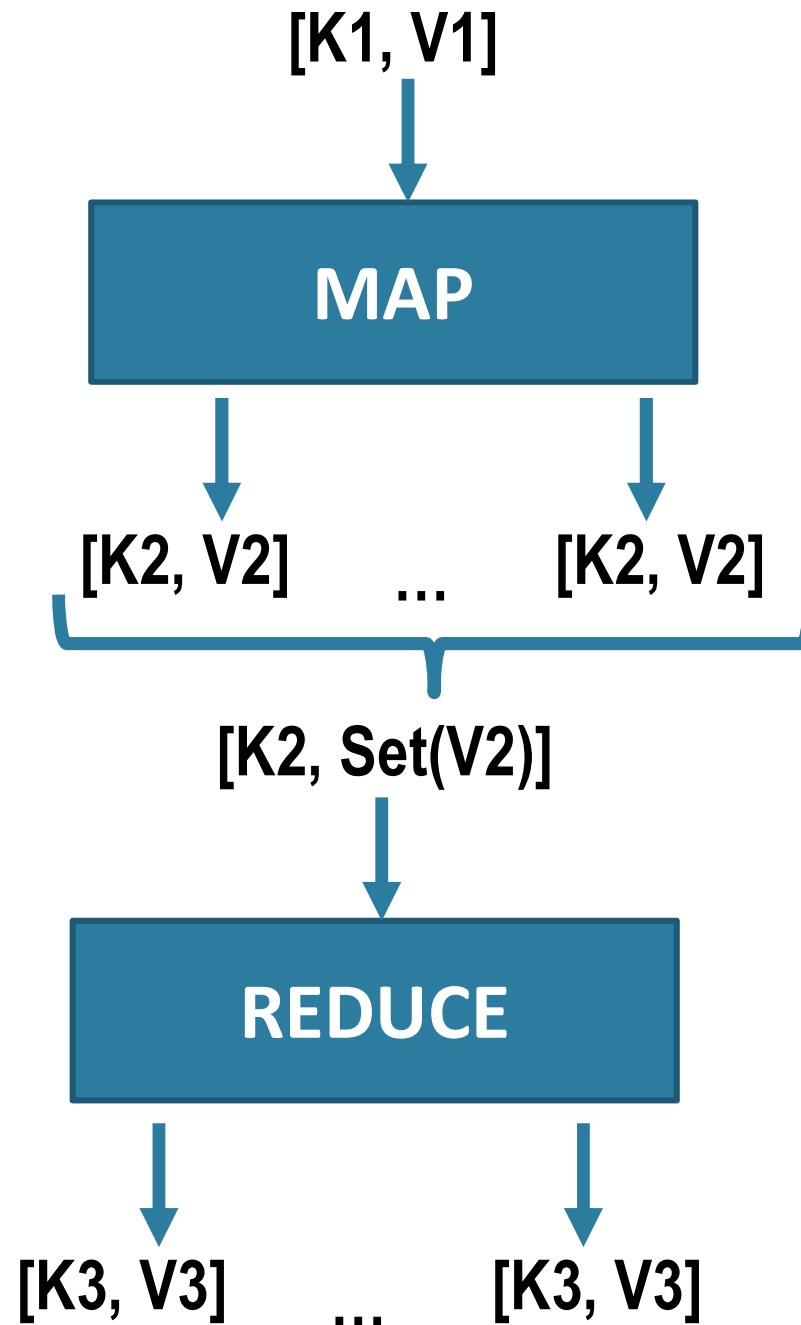 [K1, V1]
MAP
[K2, V2] ... [K2, V2]
[K2, Set(V2)]
REDUCE
[K3, V3] ... [K3, V3]